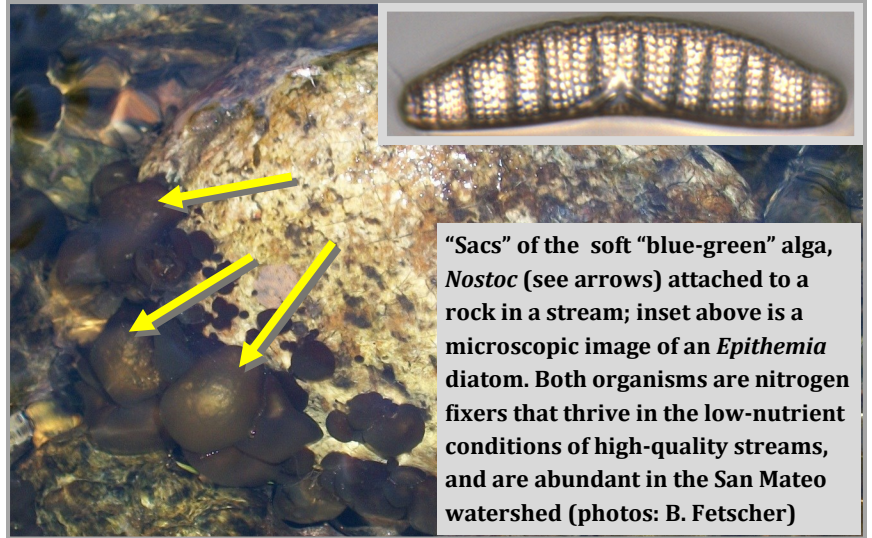 “Sacs” of the  soft “blue-green” alga,
Nostoc (see arrows) attached to a
rock in a stream; inset above is a
microscopic image of an Epithemia
diatom. Both organisms are nitrogen
fixers that thrive in the low-nutrient
conditions of high-quality streams,
and are abundant in the San Mateo
watershed (photos: B. Fetscher)